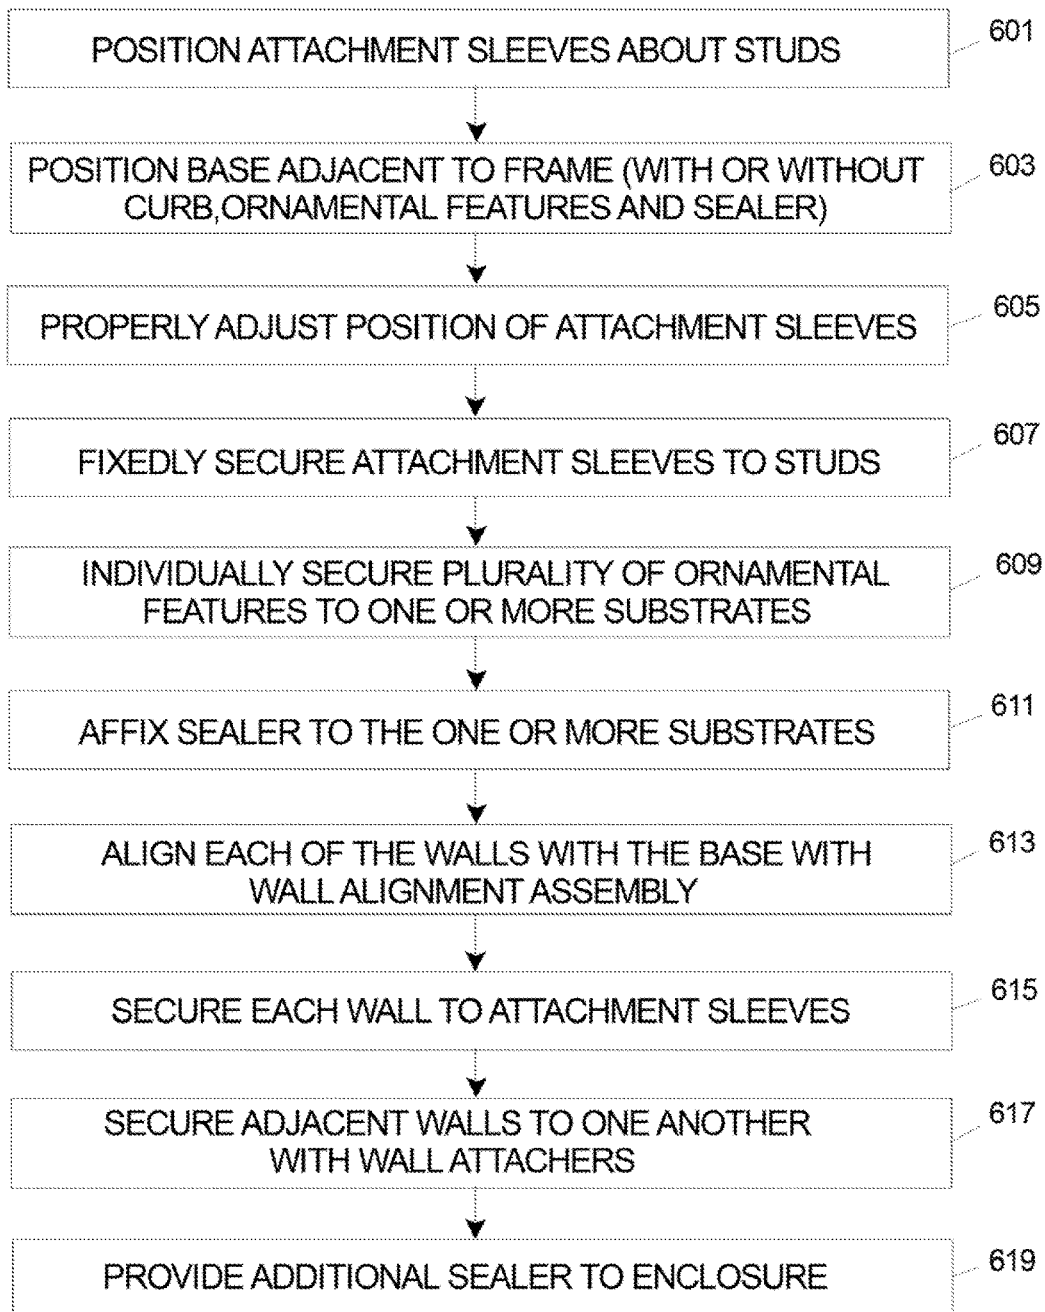 POSITION ATTACHMENT SLEEVES ABOUT STUDS
601
POSITION BASE ADJACENT TO FRAME (WITH OR WITHOUT
CURB,ORNAMENTAL FEATURES AND SEALER)
603
PROPERLY ADJUST POSITION OF ATTACHMENT SLEEVES
605
FIXEDLY SECURE ATTACHMENT SLEEVES TO STUDS
607
INDIVIDUALLY SECURE PLURALITY OF ORNAMENTAL
FEATURES TO ONE OR MORE SUBSTRATES
609
AFFIX SEALER TO THE ONE OR MORE SUBSTRATES
611
ALIGN EACH OF THE WALLS WITH THE BASE WITH
WALL ALIGNMENT ASSEMBLY
613
SECURE EACH WALL TO ATTACHMENT SLEEVES
615
SECURE ADJACENT WALLS TO ONE ANOTHER
WITH WALL ATTACHERS
617
PROVIDE ADDITIONAL SEALER TO ENCLOSURE
619